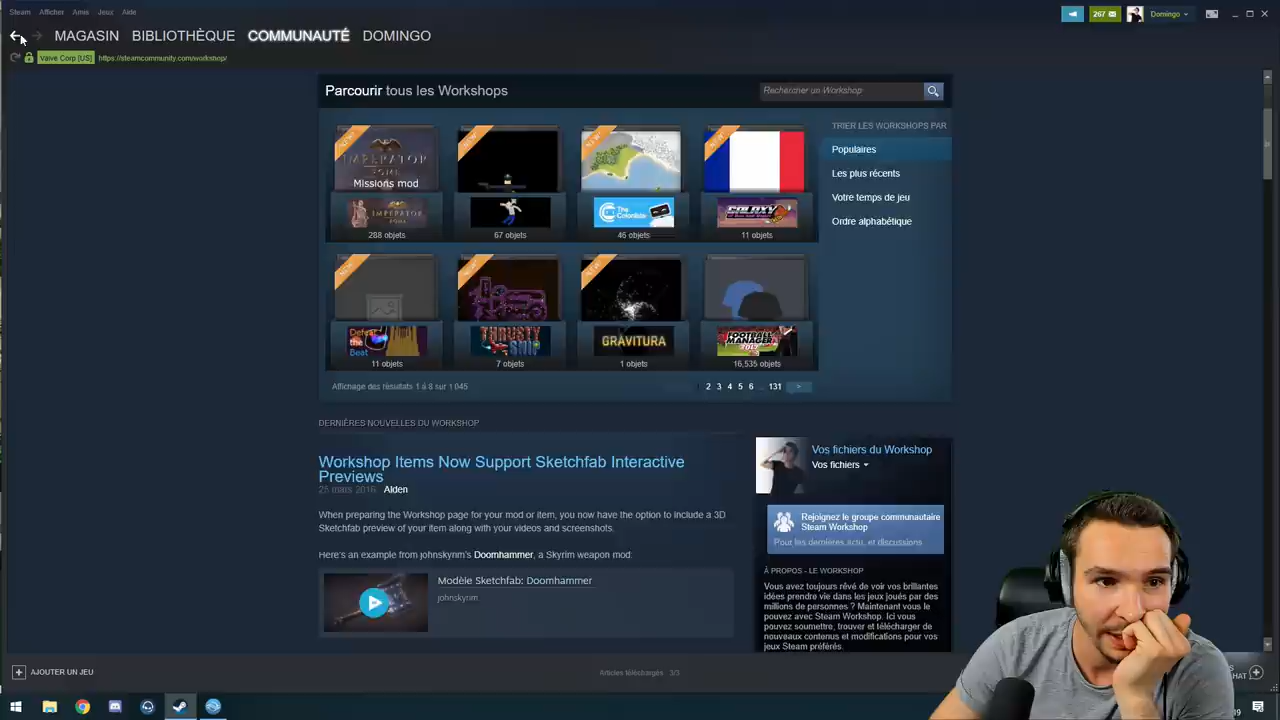 Steam Afficher Amis Jeux Aide
267
Domingo
MAGASIN BIBLIOTHÈQUE COMMUNAUTÉ DOMINGO
Valve Corp [US] https://steamcommunity.com/workshop/
Parcourir tous les Workshops
Rechercher un Workshop
TRIER LES WORKSHOPS PAR
Populaires
Les plus récents
Votre temps de jeu
Ordre alphabétique
IMPERATOR
Missions mod
IMPERATOR
The Colonists
288 objets
67 objets
46 objets
11 objets
Defeat the Beat
GRAVITURA
FOOTBALL MANAGER
11 objets
7 objets
1 objets
16,535 objets
Affichage des résultats 1 à 8 sur 1 045
2 3 4 5 6 ... 131 >
DERNIÈRES NOUVELLES DU WORKSHOP
Workshop Items Now Support Sketchfab Interactive
Previews
Alden
When preparing the Workshop page for your mod or item, you now have the option to include a 3D
Sketchfab preview of your item along with your videos and screenshots.
Here's an example from johnskynm's Doomhammer, a Skyrim weapon mod.
Modèle Sketchfab: Doomhammer
johnskyrim
Vos fichiers du Workshop
Vos fichiers
Rejoignez le groupe communautaire
Steam Workshop
Pour les dernières actu, et discussions
À PROPOS - LE WORKSHOP
Vous avez toujours rêvé de voir vos brillantes
idées prendre vie dans les jeux joués par des
millions de personnes ? Maintenant vous le
pouvez avec Steam Workshop. Ici vous
pouvez soumettre, trouver et télécharger de
nouveaux contenus et modifications pour vos
jeux Steam préférés.
AJOUTER UN JEU
Articles téléchargés 3/3